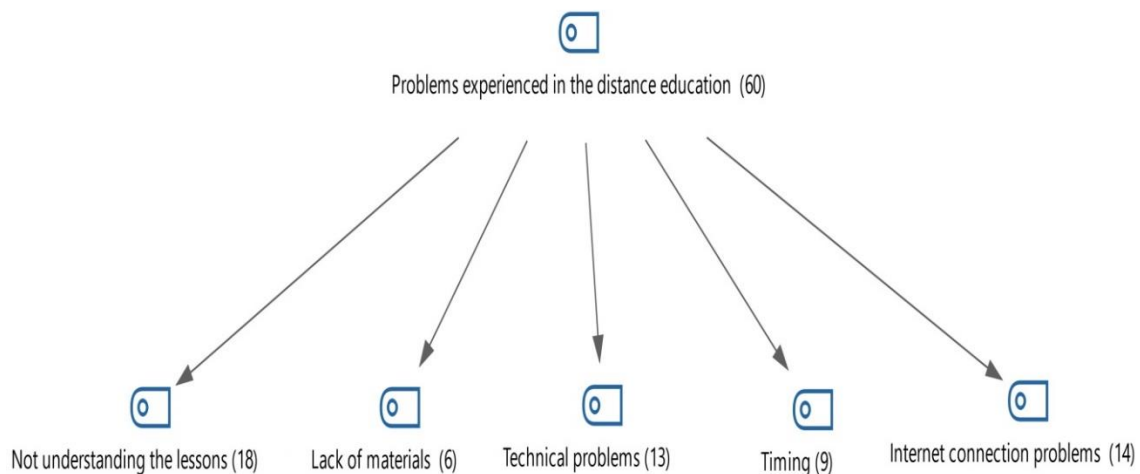 Problems experienced in the distance education (60)
Not understanding the lessons (18)
Lack of materials (6)
Technical problems (13)
Timing (9)
Internet connection problems (14)